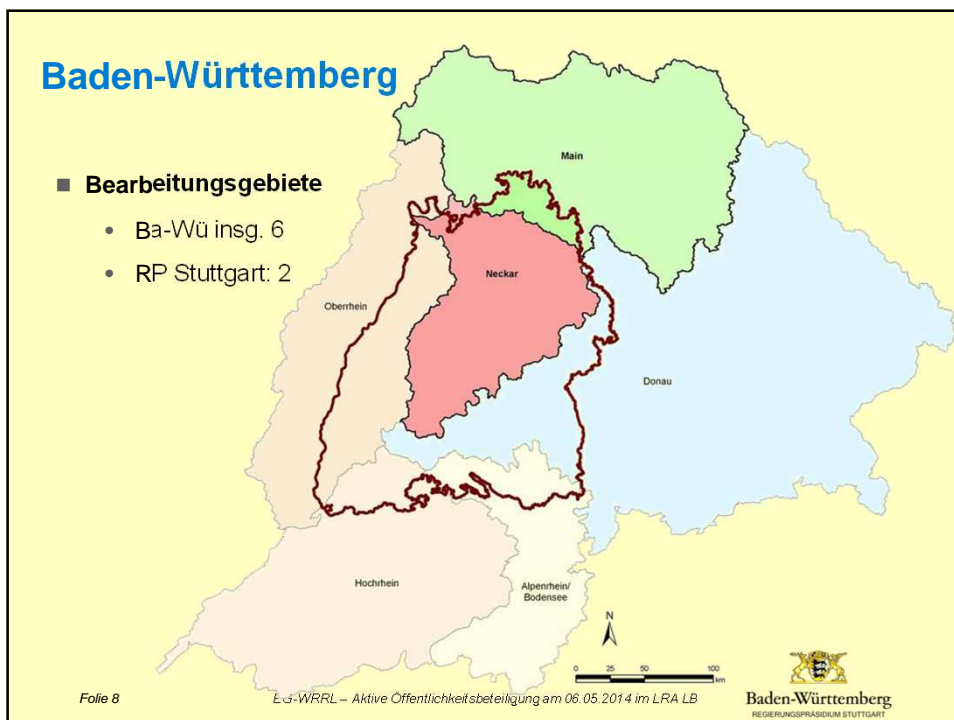 Baden-Württemberg
■ Bearbeitungsgebiete
• Ba-Wü insg. 6
• RP Stuttgart: 2
Main
Neckar
Oberrhein
Donau
Hochrhein
Alpenrhein/
Bodensee
N
0 25 50 100
km
Folie 8
EG-WRRL – Aktive Öffentlichkeitsbeteiligung am 06.05.2014 im LRA LB
Baden-Württemberg
REGIERUNGSPRÄSIDIUM STUTTGART